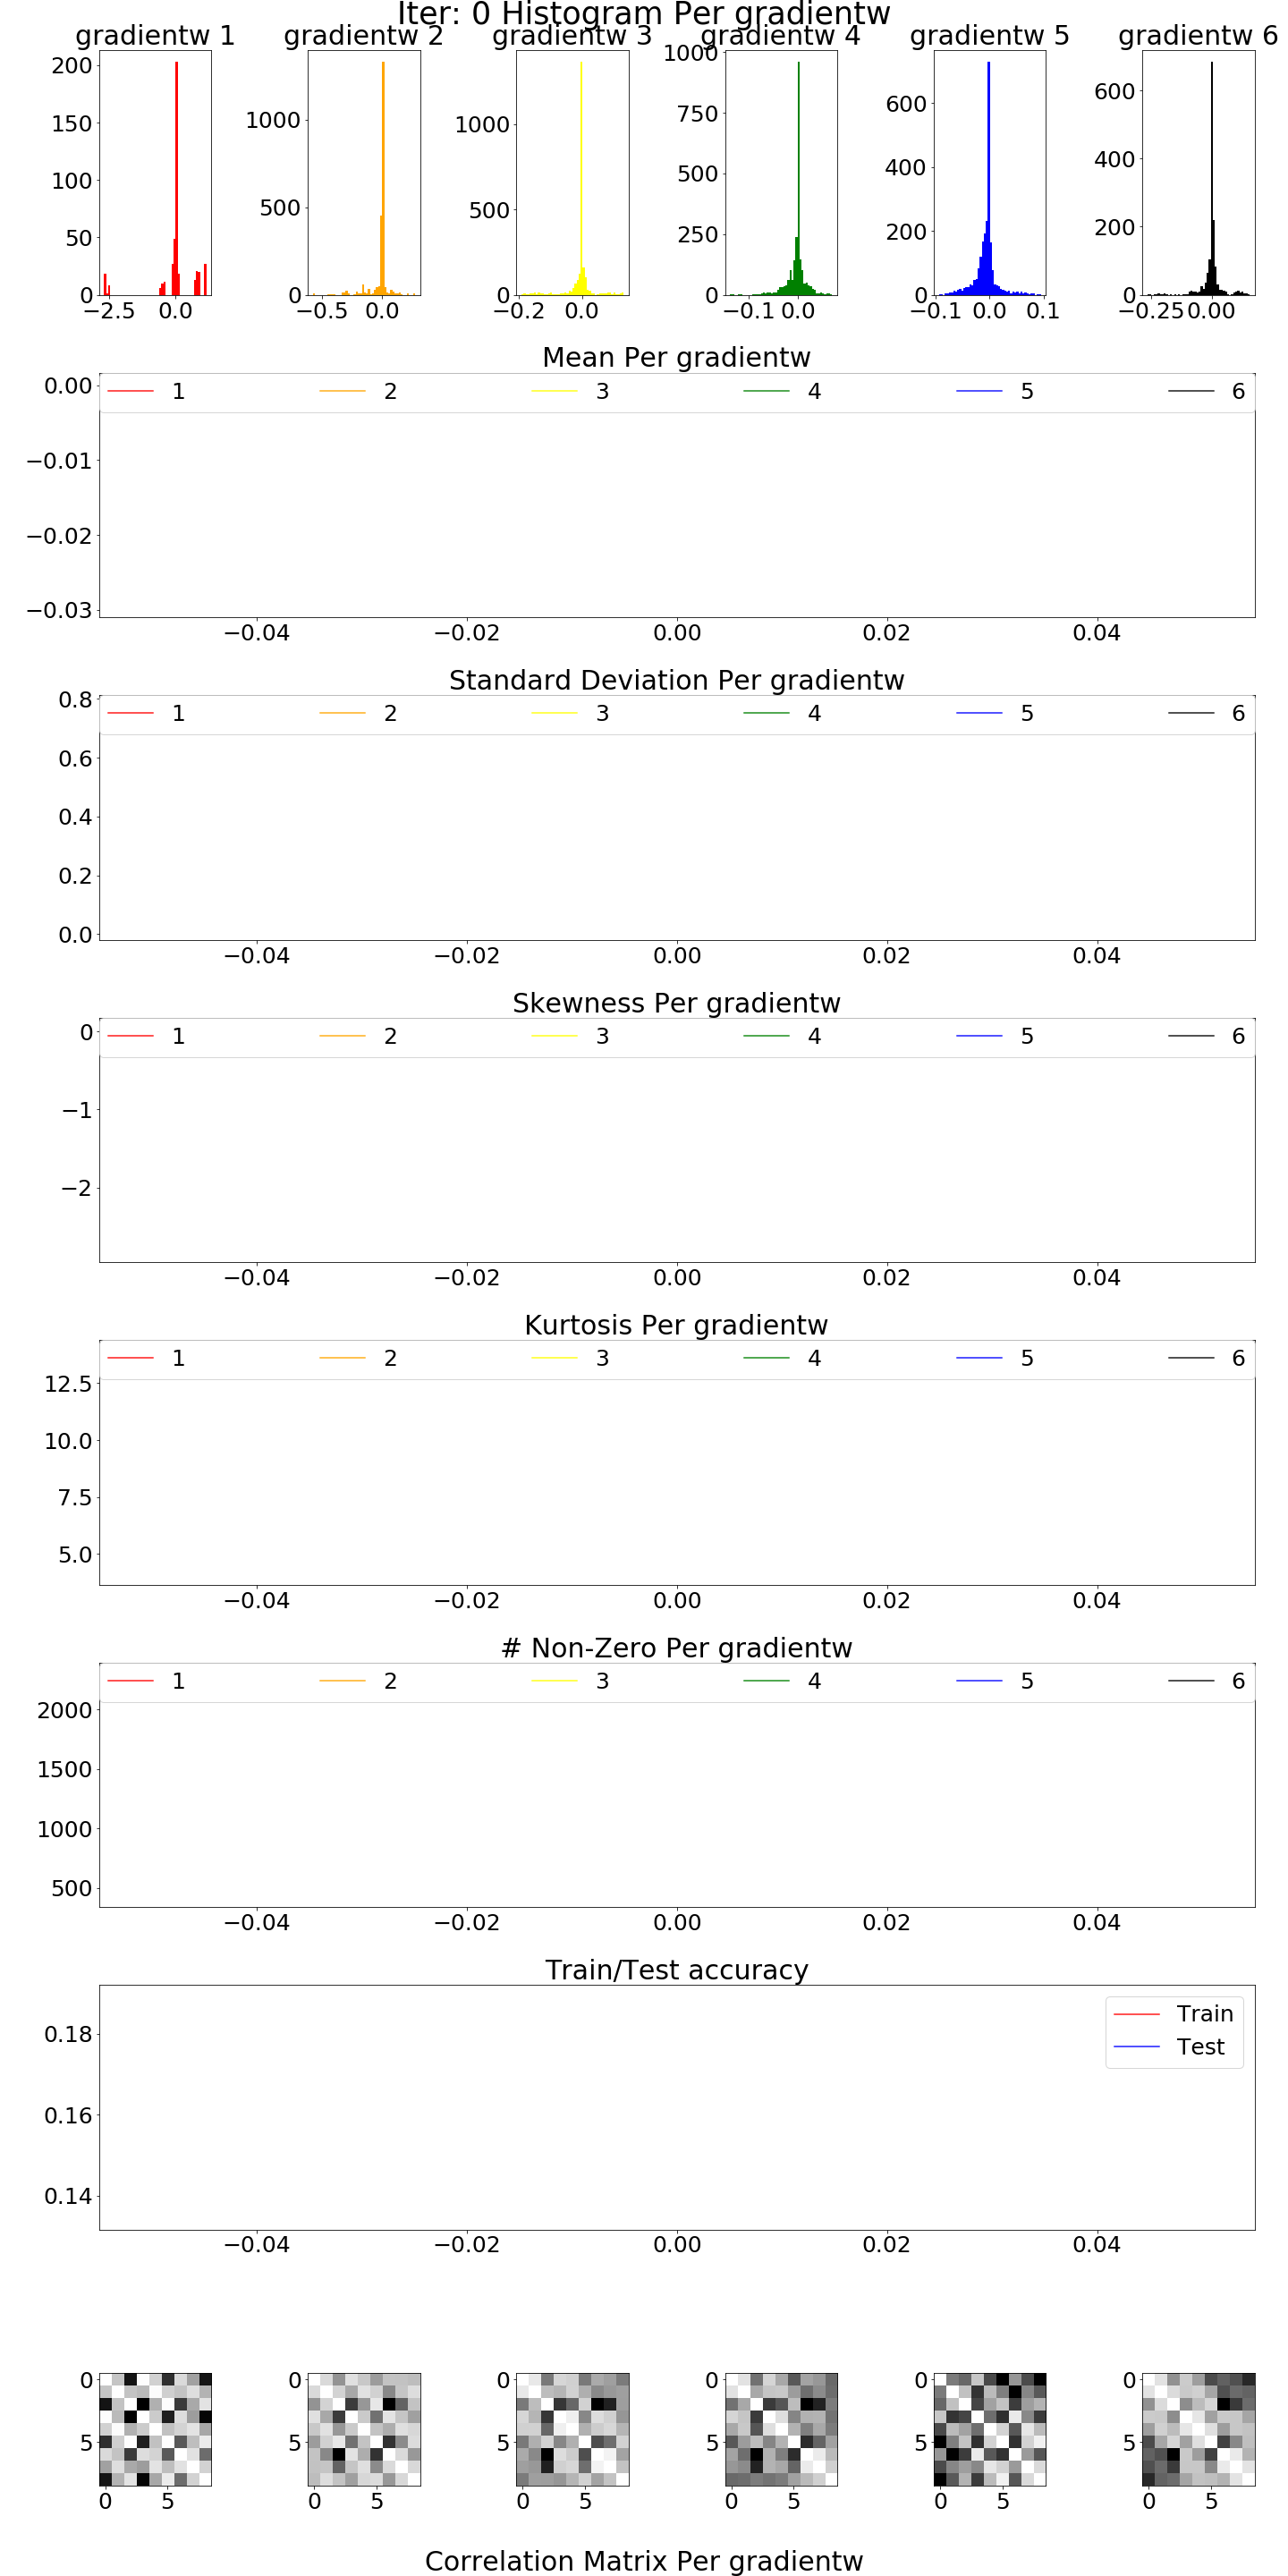 Iter: 0 Histogram Per gradientw
gradientw 1 gradientw 2 gradientw 3 gradientw 4 gradientw 5 gradientw 6
200 150 100 50 0 −2.5 0.0
1000 500 0 −0.5 0.0
1000 500 0 −0.2 0.0
1000 750 500 250 0 −0.1 0.0
600 400 200 0 −0.1 0.0 0.1
600 400 200 0 −0.25 0.00
Mean Per gradientw
1 2 3 4 5 6
0.00
−0.01
−0.02
−0.03
−0.04 −0.02 0.00 0.02 0.04
Standard Deviation Per gradientw
1 2 3 4 5 6
0.8
0.6
0.4
0.2
0.0
−0.04 −0.02 0.00 0.02 0.04
Skewness Per gradientw
1 2 3 4 5 6
0
−1
−2
−0.04 −0.02 0.00 0.02 0.04
Kurtosis Per gradientw
1 2 3 4 5 6
12.5
10.0
7.5
5.0
−0.04 −0.02 0.00 0.02 0.04
# Non-Zero Per gradientw
1 2 3 4 5 6
2000
1500
1000
500
−0.04 −0.02 0.00 0.02 0.04
Train/Test accuracy
Train
Test
0.18
0.16
0.14
−0.04 −0.02 0.00 0.02 0.04
0 0 0 0 0 0
5 5 5 5 5 5
0 5 0 5 0 5 0 5 0 5 0 5
Correlation Matrix Per gradientw